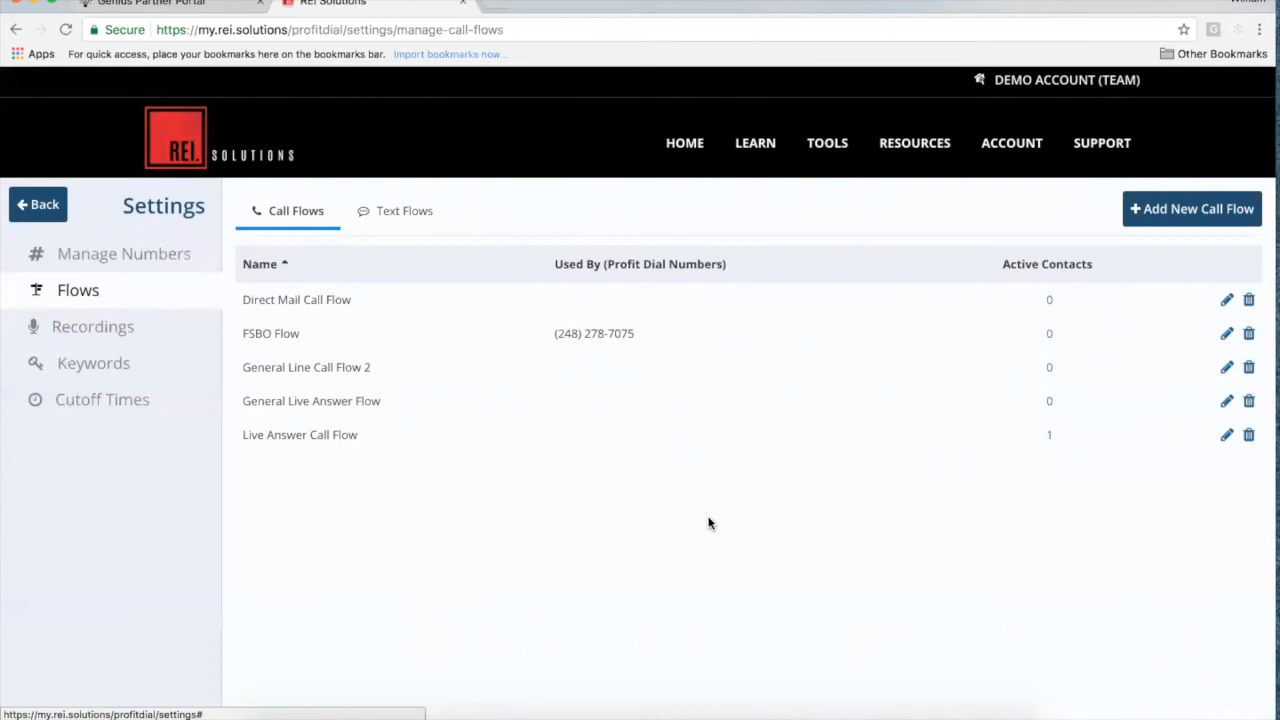 Genius Partner Portal
REI Solutions
William
Secure https://my.rei.solutions/profitdial/settings/manage-call-flows
Apps For quick access, place your bookmarks here on the bookmarks bar. Import bookmarks now... Other Bookmarks
DEMO ACCOUNT (TEAM)
REI. SOLUTIONS
HOME LEARN TOOLS RESOURCES ACCOUNT SUPPORT
Back
Settings
Manage Numbers
Flows
Recordings
Keywords
Cutoff Times
Call Flows Text Flows
+ Add New Call Flow
Name Used By (Profit Dial Numbers) Active Contacts
Direct Mail Call Flow 0
FSBO Flow (248) 278-7075 0
General Line Call Flow 2 0
General Live Answer Flow 0
Live Answer Call Flow 1
https://my.rei.solutions/profitdial/settings#